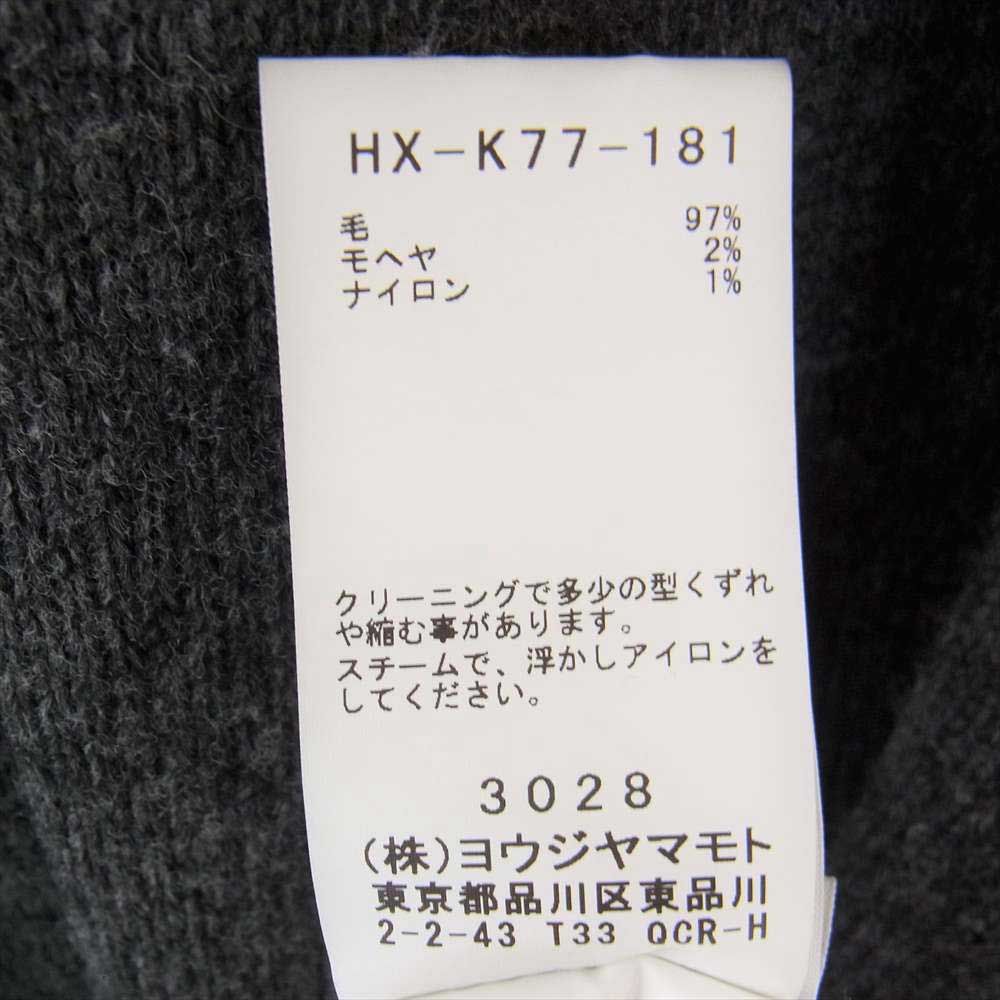 HX-K77-181
毛 97%
モヘヤ 2%
ナイロン 1%
クリーニングで多少の型くずれ
や縮む事があります。
スチームで、浮かしアイロンを
してください。
3028
(株)ヨウジヤマモト
東京都品川区東品川
2-2-43 T33 QCR-H